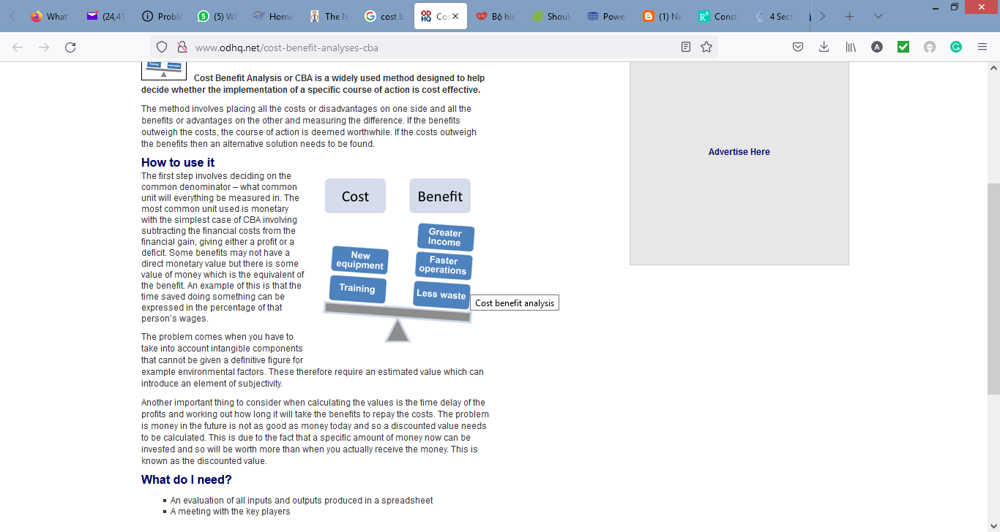 What'
(24,41
Proble
(5) Wh
Home
The N
cost b
OD
HQ
Cos
Bộ hìn
Shoul
Power
(1) Ne
Const
4 Secr
www.odhq.net/cost-benefit-analyses-cba
Cost Benefit Analysis or CBA is a widely used method designed to help
decide whether the implementation of a specific course of action is cost effective.
The method involves placing all the costs or disadvantages on one side and all the
benefits or advantages on the other and measuring the difference. If the benefits
outweigh the costs, the course of action is deemed worthwhile. If the costs outweigh
the benefits then an alternative solution needs to be found.
How to use it
The first step involves deciding on the
common denominator – what common
unit will everything be measured in. The
most common unit used is monetary
with the simplest case of CBA involving
subtracting the financial costs from the
financial gain, giving either a profit or a
deficit. Some benefits may not have a
direct monetary value but there is some
value of money which is the equivalent of
the benefit. An example of this is that the
time saved doing something can be
expressed in the percentage of that
person's wages.
Cost
Benefit
Greater
Income
New
equipment
Faster
operations
Training
Less waste
Cost benefit analysis
The problem comes when you have to
take into account intangible components
that cannot be given a definitive figure for
example environmental factors. These therefore require an estimated value which can
introduce an element of subjectivity.
Another important thing to consider when calculating the values is the time delay of the
profits and working out how long it will take the benefits to repay the costs. The problem
is money in the future is not as good as money today and so a discounted value needs
to be calculated. This is due to the fact that a specific amount of money now can be
invested and so will be worth more than when you actually receive the money. This is
known as the discounted value.
What do I need?
An evaluation of all inputs and outputs produced in a spreadsheet
A meeting with the key players
Advertise Here